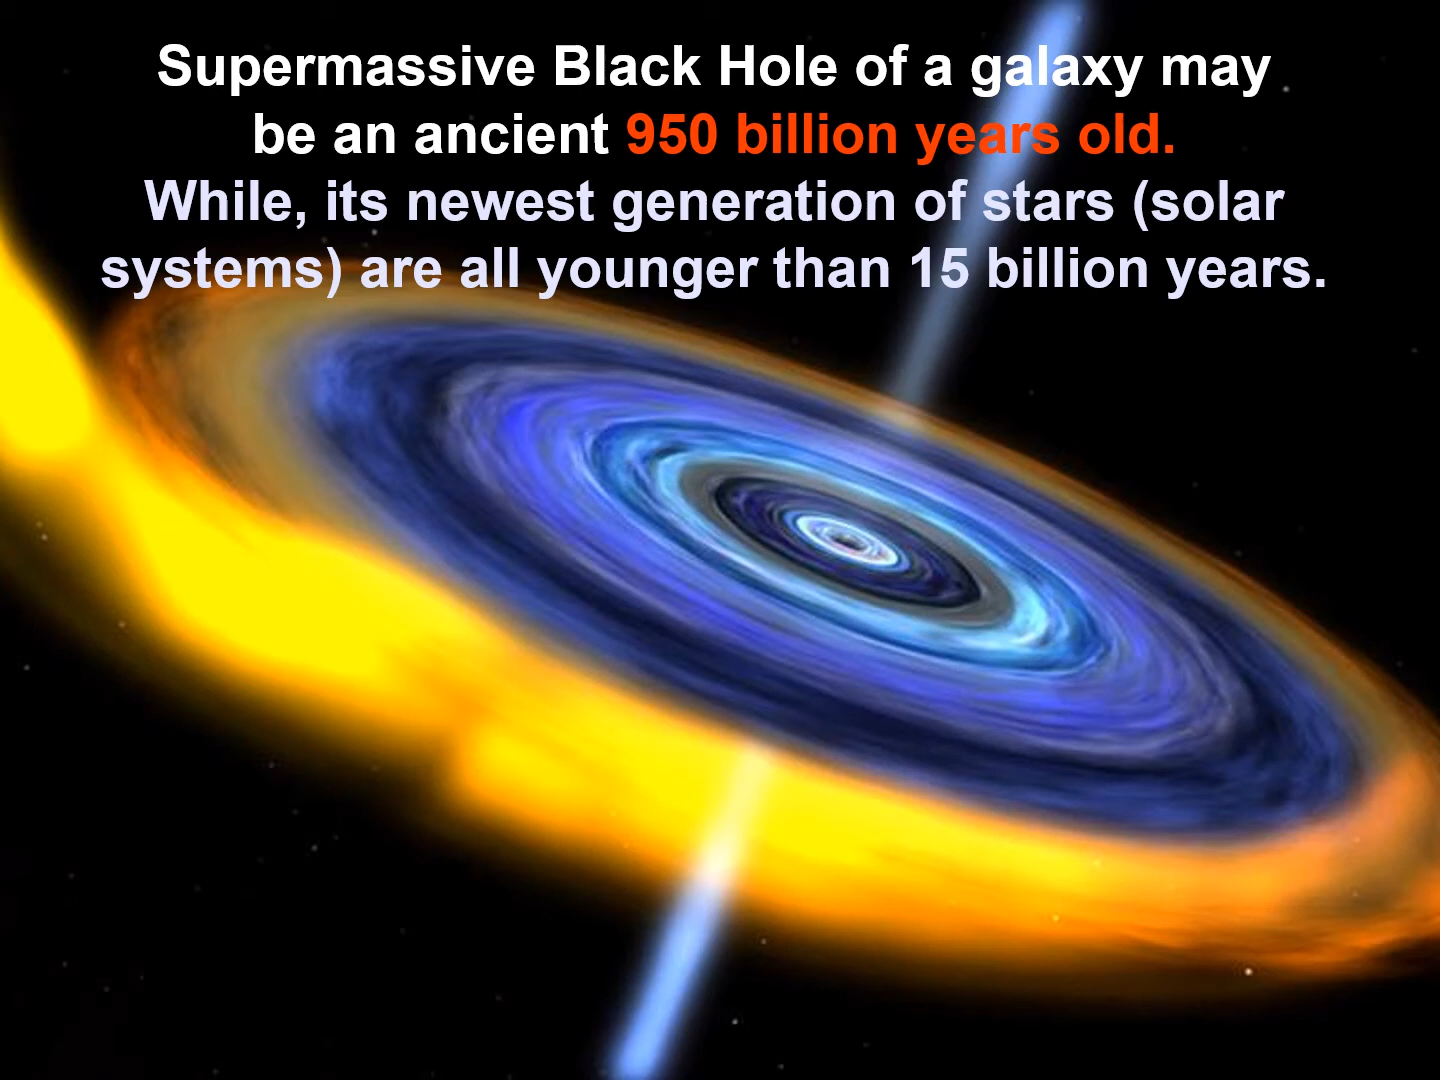 Supermassive Black Hole of a galaxy may
be an ancient 950 billion years old.
While, its newest generation of stars (solar
systems) are all younger than 15 billion years.